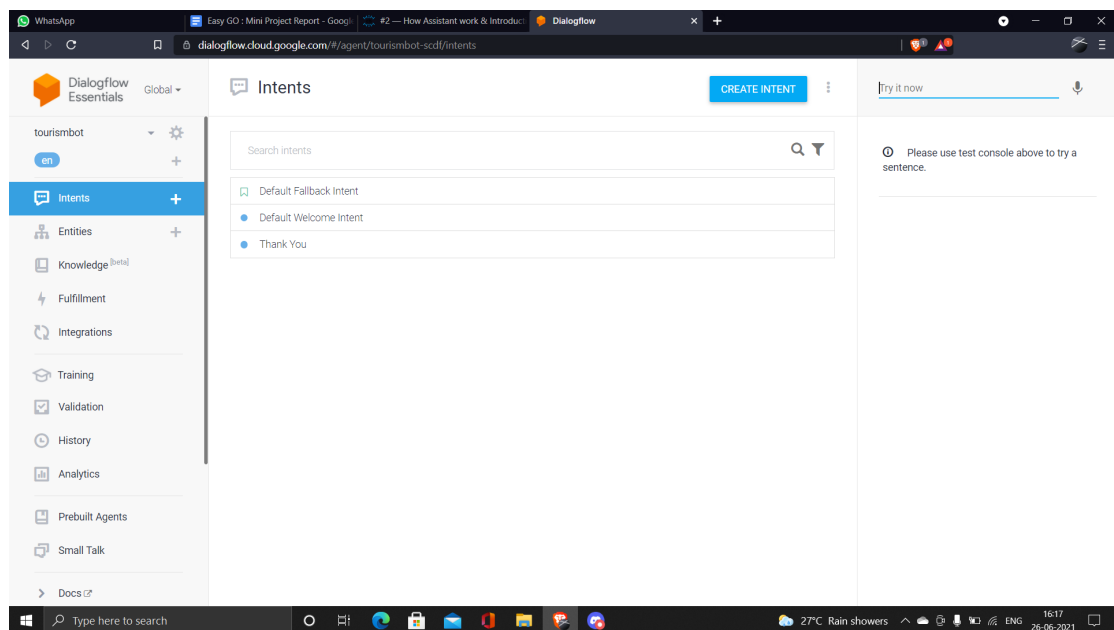 WhatsApp
Easy GO : Mini Project Report - Googl
#2 — How Assistant work & Introduct
Dialogflow
dialogflow.cloud.google.com/#/agent/tourismbot-scdf/intents
Dialogflow
Essentials
Global
Intents
CREATE INTENT
Try it now
tourismbot
en
Search intents
Please use test console above to try a
sentence.
Intents
Default Fallback Intent
Default Welcome Intent
Thank You
Entities
Knowledge [beta]
Fulfillment
Integrations
Training
Validation
History
Analytics
Prebuilt Agents
Small Talk
Docs
Type here to search
27°C Rain showers
ENG
16:17
26-06-2021